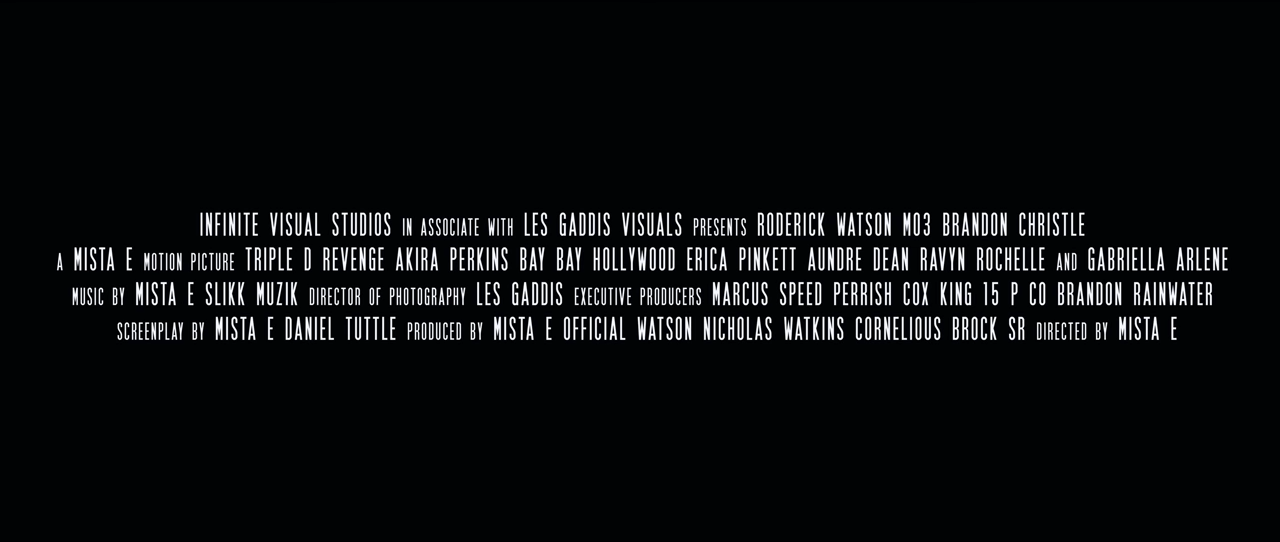 INFINITE VISUAL STUDIOS IN ASSOCIATE WITH LES GADDIS VISUALS PRESENTS RODERICK WATSON MO3 BRANDON CHRISTLE
A MISTA E MOTION PICTURE TRIPLE D REVENGE AKIRA PERKINS BAY BAY HOLLYWOOD ERICA PINKETT AUNDRE DEAN RAVYN ROCHELLE AND GABRIELLA ARLENE
MUSIC BY MISTA E SLIKK MUZIK DIRECTOR OF PHOTOGRAPHY LES GADDIS EXECUTIVE PRODUCERS MARCUS SPEED PERRISH COX KING 15 P CO BRANDON RAINWATER
SCREENPLAY BY MISTA E DANIEL TUTTLE PRODUCED BY MISTA E OFFICIAL WATSON NICHOLAS WATKINS CORNELIOUS BROCK SR DIRECTED BY MISTA E